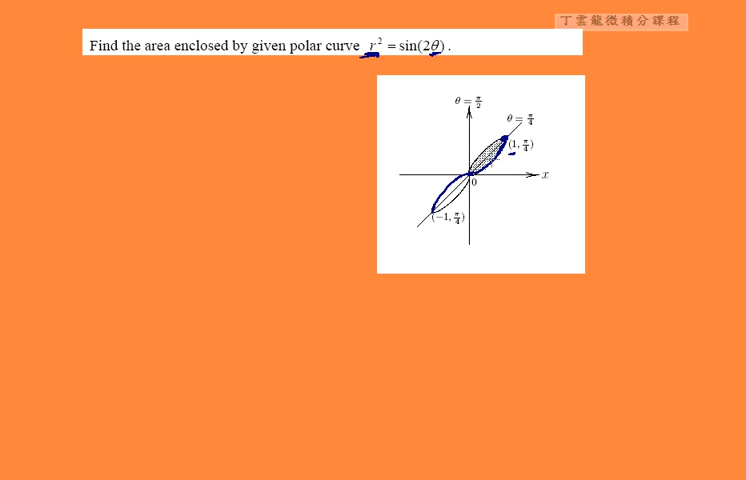 丁雲龍微積分課程
Find the area enclosed by given polar curve r² = sin(2θ) .
θ = π/2
θ = π/4
(1, π/4)
x
0
(−1, π/4)